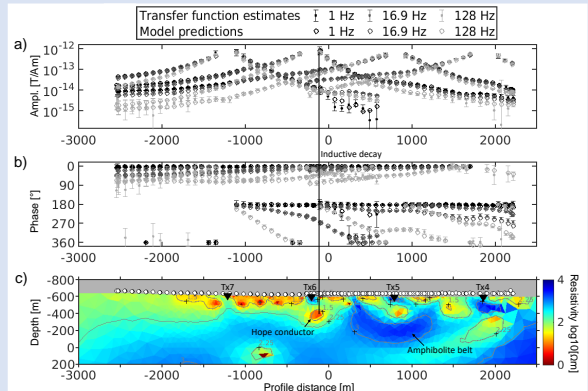 Transfer function estimates 1 Hz 16.9 Hz 128 Hz
Model predictions 1 Hz 16.9 Hz 128 Hz
a)
Ampl. [T/Am]
10⁻¹²
10⁻¹³
10⁻¹⁴
10⁻¹⁵
-3000 -2000 -1000 0 1000 2000
Inductive decay
b)
Phase [°]
0
90
180
270
360
-3000 -2000 -1000 0 1000 2000
c)
Depth [m]
-800
-600
-400
-200
0
200
Tx7 Tx6 Tx5 Tx4
Hope conductor
Amphibolite belt
-3000 -2000 -1000 0 1000 2000
Profile distance [m]
4
3
2
1
0
Resistivity log10(Ωm)